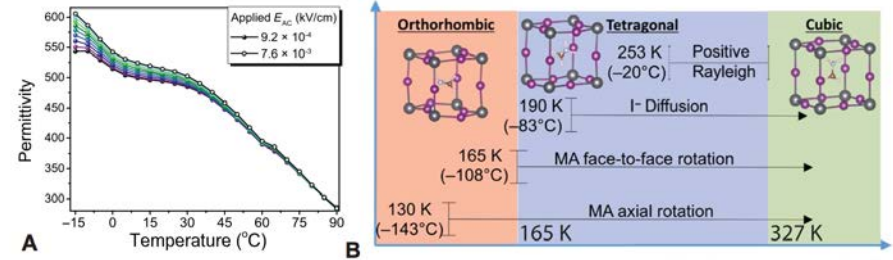 600
550
500
450
400
350
300
Permittivity
Applied E_AC (kV/cm)
9.2 × 10⁻⁴
7.6 × 10⁻³
−15 0 15 30 45 60 75 90
Temperature (°C)
A
Orthorhombic
Tetragonal
Cubic
253 K
(−20°C)
Positive
Rayleigh
190 K
(−83°C)
I⁻ Diffusion
165 K
(−108°C)
MA face-to-face rotation
130 K
(−143°C)
MA axial rotation
165 K
327 K
B